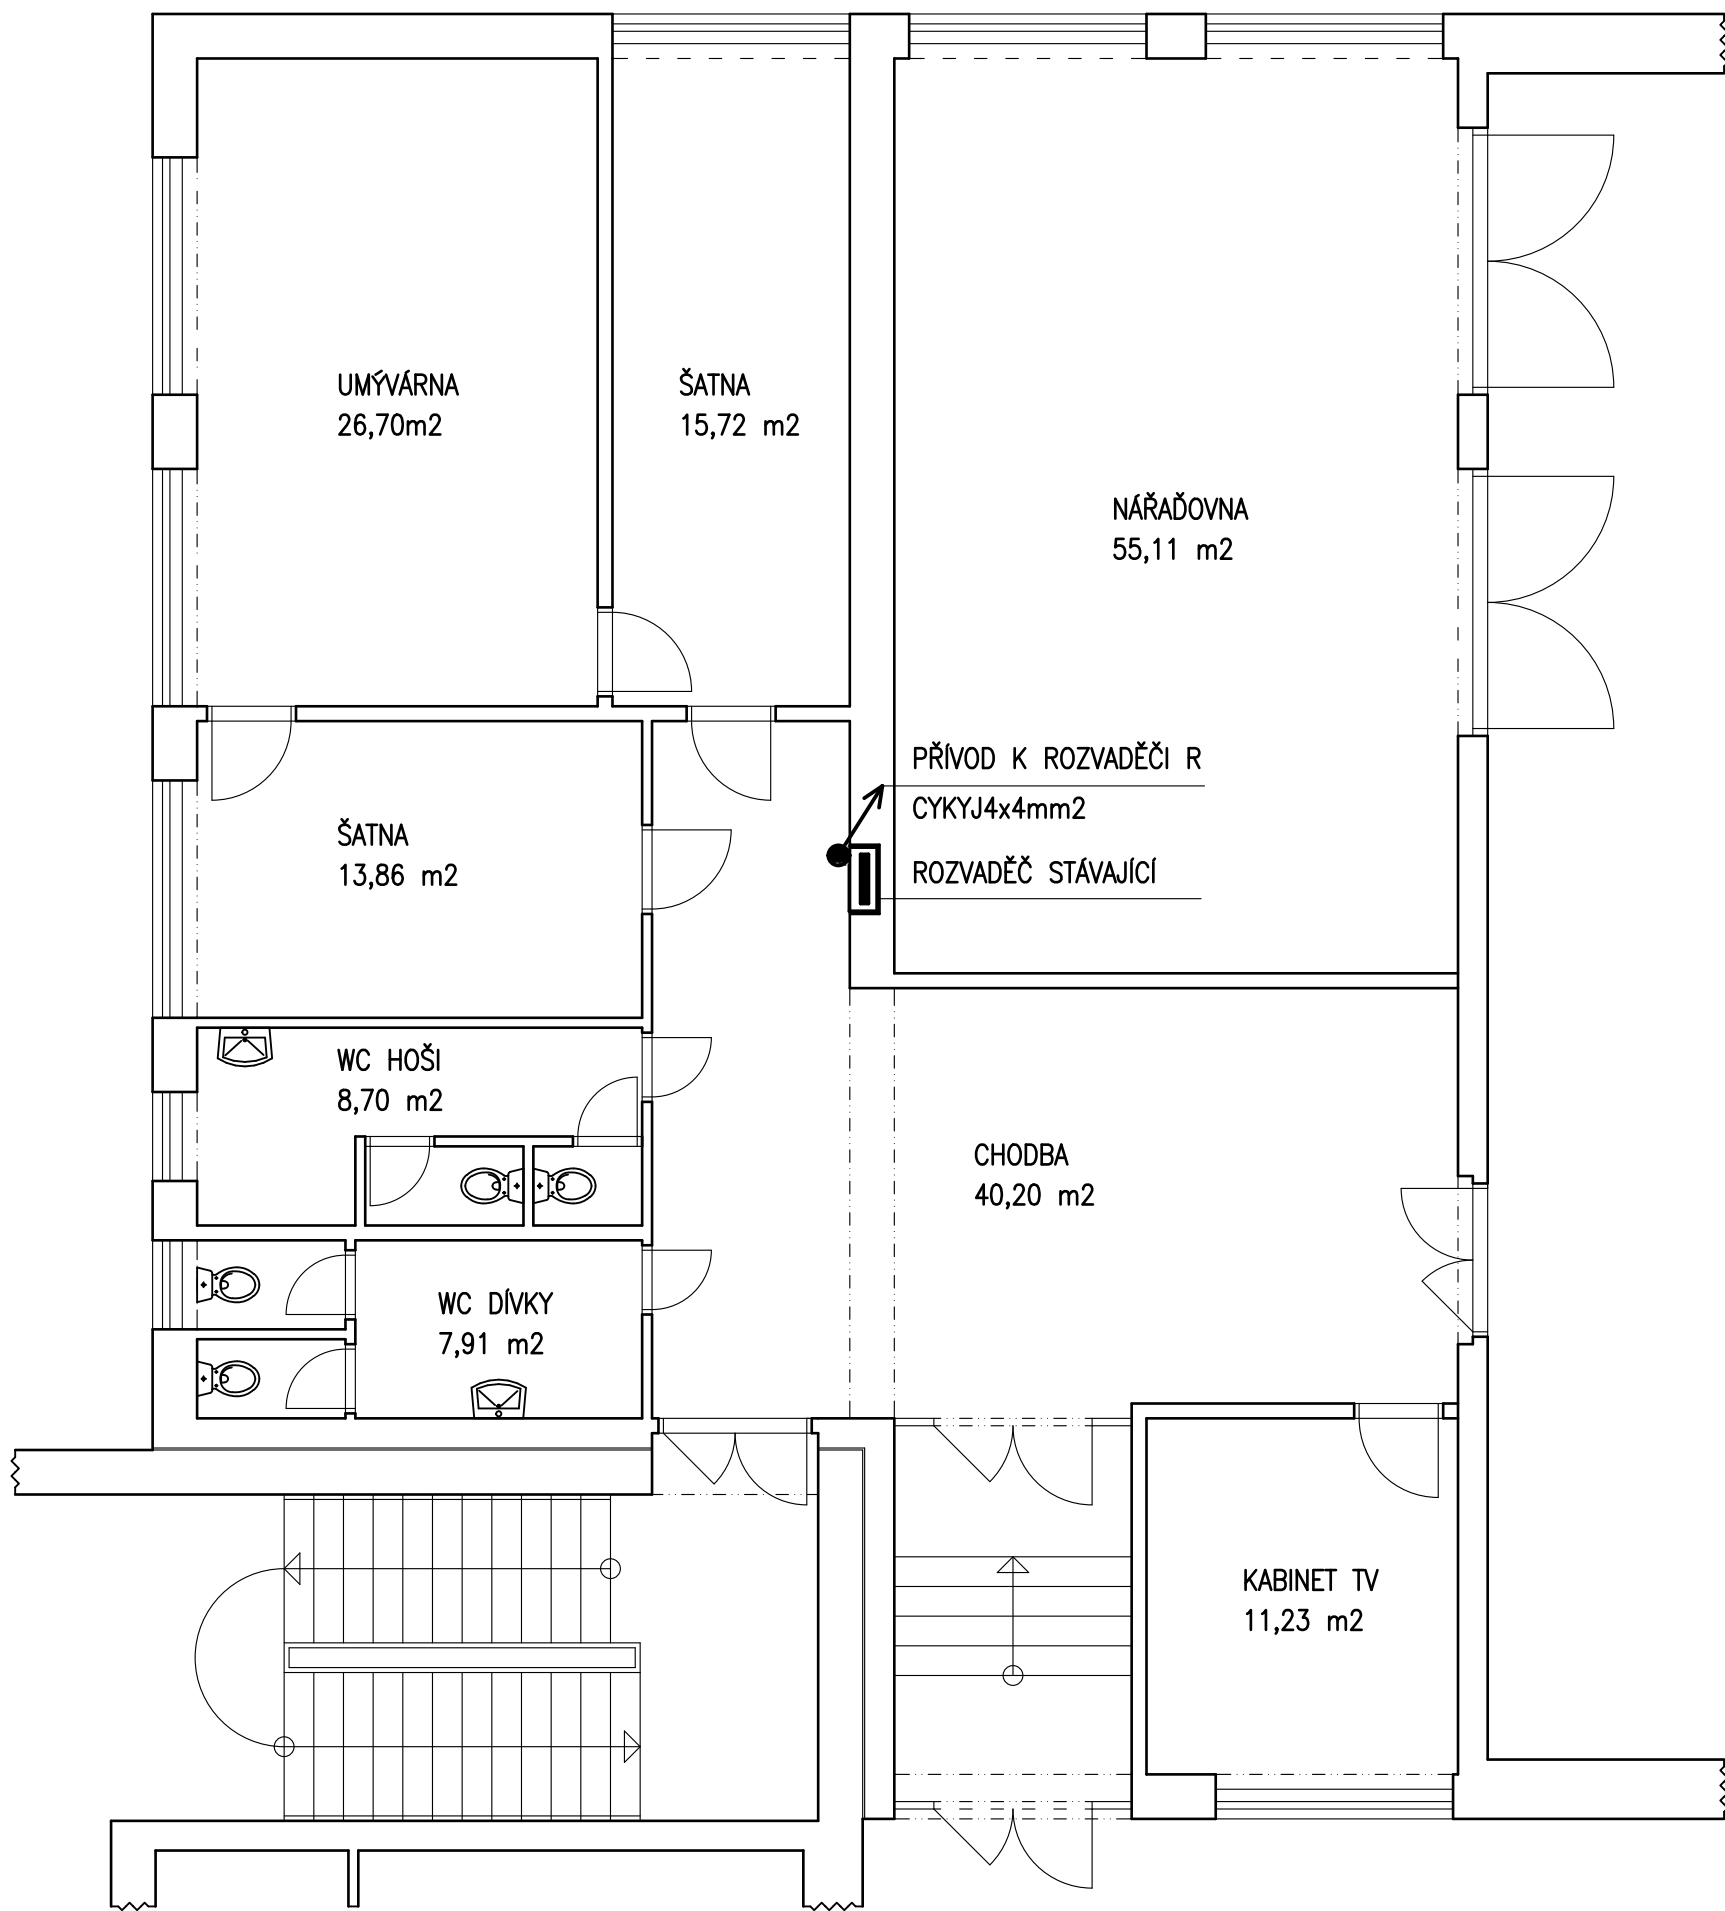 UMÝVÁRNA
26,70m2
ŠATNA
15,72 m2
NÁŘAĎOVNA
55,11 m2
PŘÍVOD K ROZVADĚČI R
CYKYJ4x4mm2
ROZVADĚČ STÁVAJÍCÍ
ŠATNA
13,86 m2
WC HOŠI
8,70 m2
CHODBA
40,20 m2
WC DÍVKY
7,91 m2
KABINET TV
11,23 m2